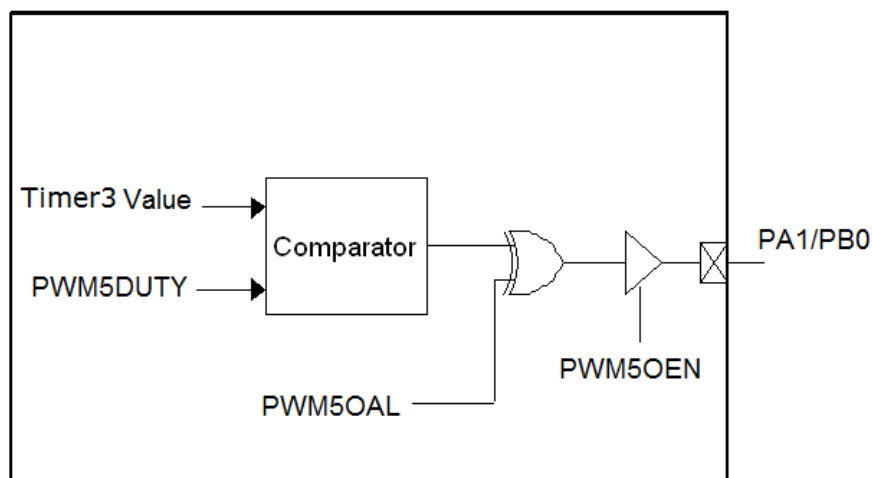 Timer3 Value
Comparator
PWM5DUTY
PWM5OAL
PWM5OEN
PA1/PB0